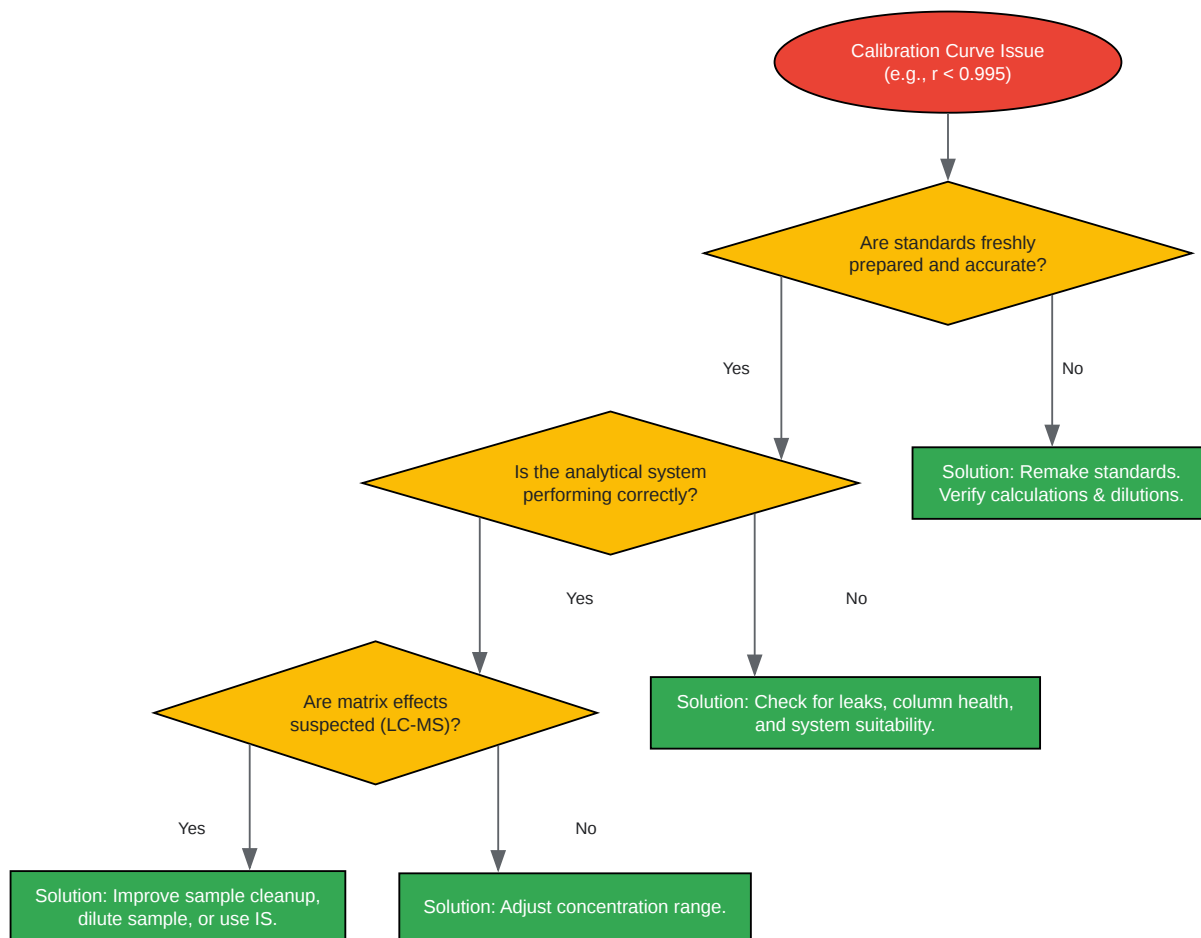 Calibration Curve Issue
(e.g., r < 0.995)
Are standards freshly
prepared and accurate?
Yes
No
Is the analytical system
performing correctly?
Solution: Remake standards.
Verify calculations & dilutions.
Yes
No
Are matrix effects
suspected (LC-MS)?
Solution: Check for leaks, column health,
and system suitability.
Yes
No
Solution: Improve sample cleanup,
dilute sample, or use IS.
Solution: Adjust concentration range.